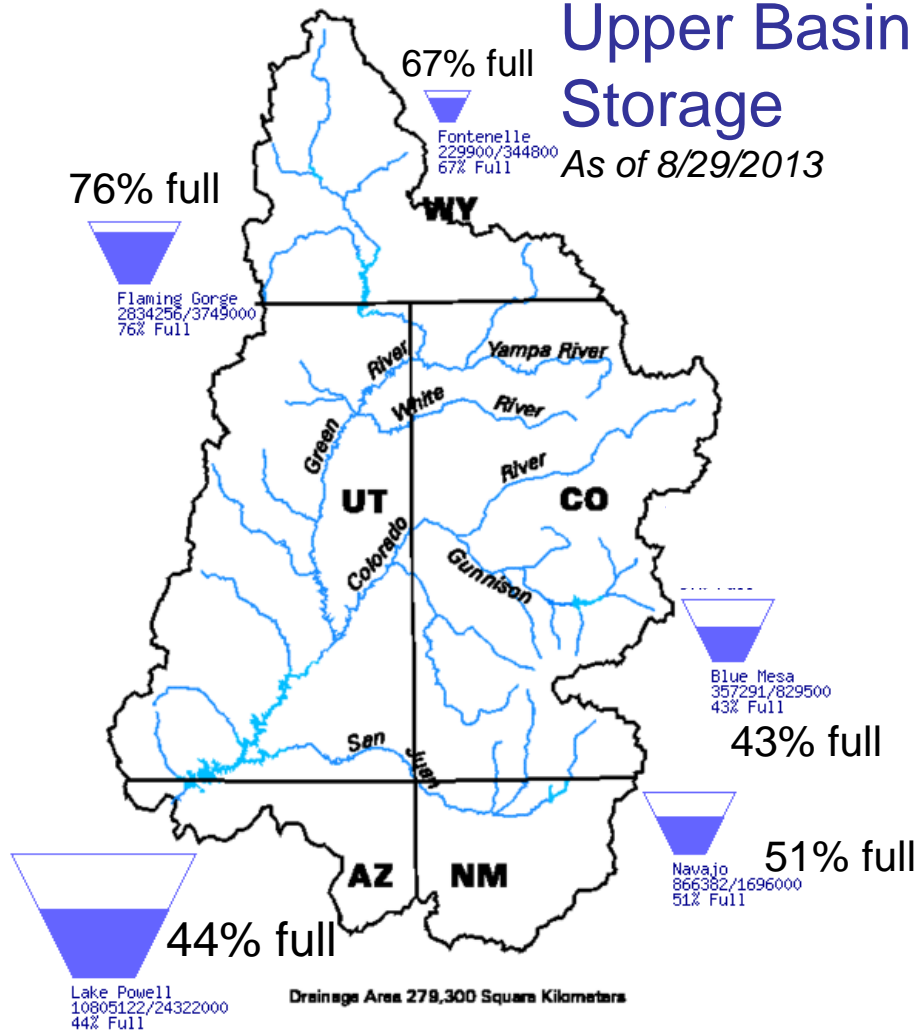 Upper Basin
Storage
As of 8/29/2013
67% full
Fontenelle
229900/344800
67% Full
76% full
Flaming Gorge
2834256/3749000
76% Full
WY
Yampa River
River
White
River
Green
River
UT
CO
Colorado
Gunnison
Blue Mesa
357291/829500
43% Full
43% full
San
Juan
Navajo
866382/1696000
51% Full
51% full
AZ
NM
44% full
Lake Powell
10805122/24322000
44% Full
Drainage Area 279,300 Square Kilometers